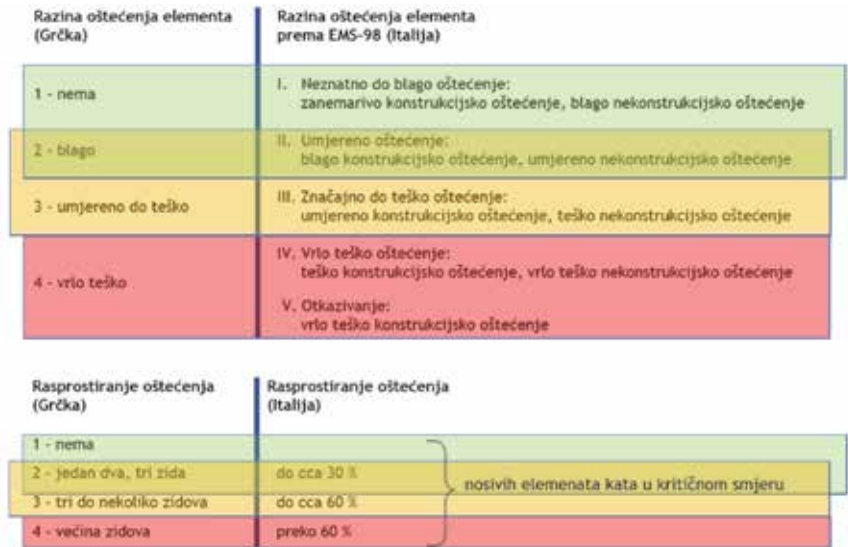 Razina oštećenja elementa
(Grčka)
Razina oštećenja elementa
prema EMS-98 (Italija)
1 - nema
I. Neznatno do blago oštećenje:
zanemarivo konstrukcijsko oštećenje, blago nekonstrukcijsko oštećenje
2 - blago
II. Umjereno oštećenje:
blago konstrukcijsko oštećenje, umjereno nekonstrukcijsko oštećenje
3 - umjereno do teško
III. Značajno do teško oštećenje:
umjereno konstrukcijsko oštećenje, teško nekonstrukcijsko oštećenje
4 - vrlo teško
IV. Vrlo teško oštećenje:
teško konstrukcijsko oštećenje, vrlo teško nekonstrukcijsko oštećenje
V. Otkazivanje:
vrlo teško konstrukcijsko oštećenje
Rasprostiranje oštećenja
(Grčka)
Rasprostiranje oštećenja
(Italija)
1 - nema
2 - jedan dva, tri zida
do cca 30 %
3 - tri do nekoliko zidova
do cca 60 %
4 - većina zidova
preko 60 %
nosivih elemenata kata u kritičnom smjeru